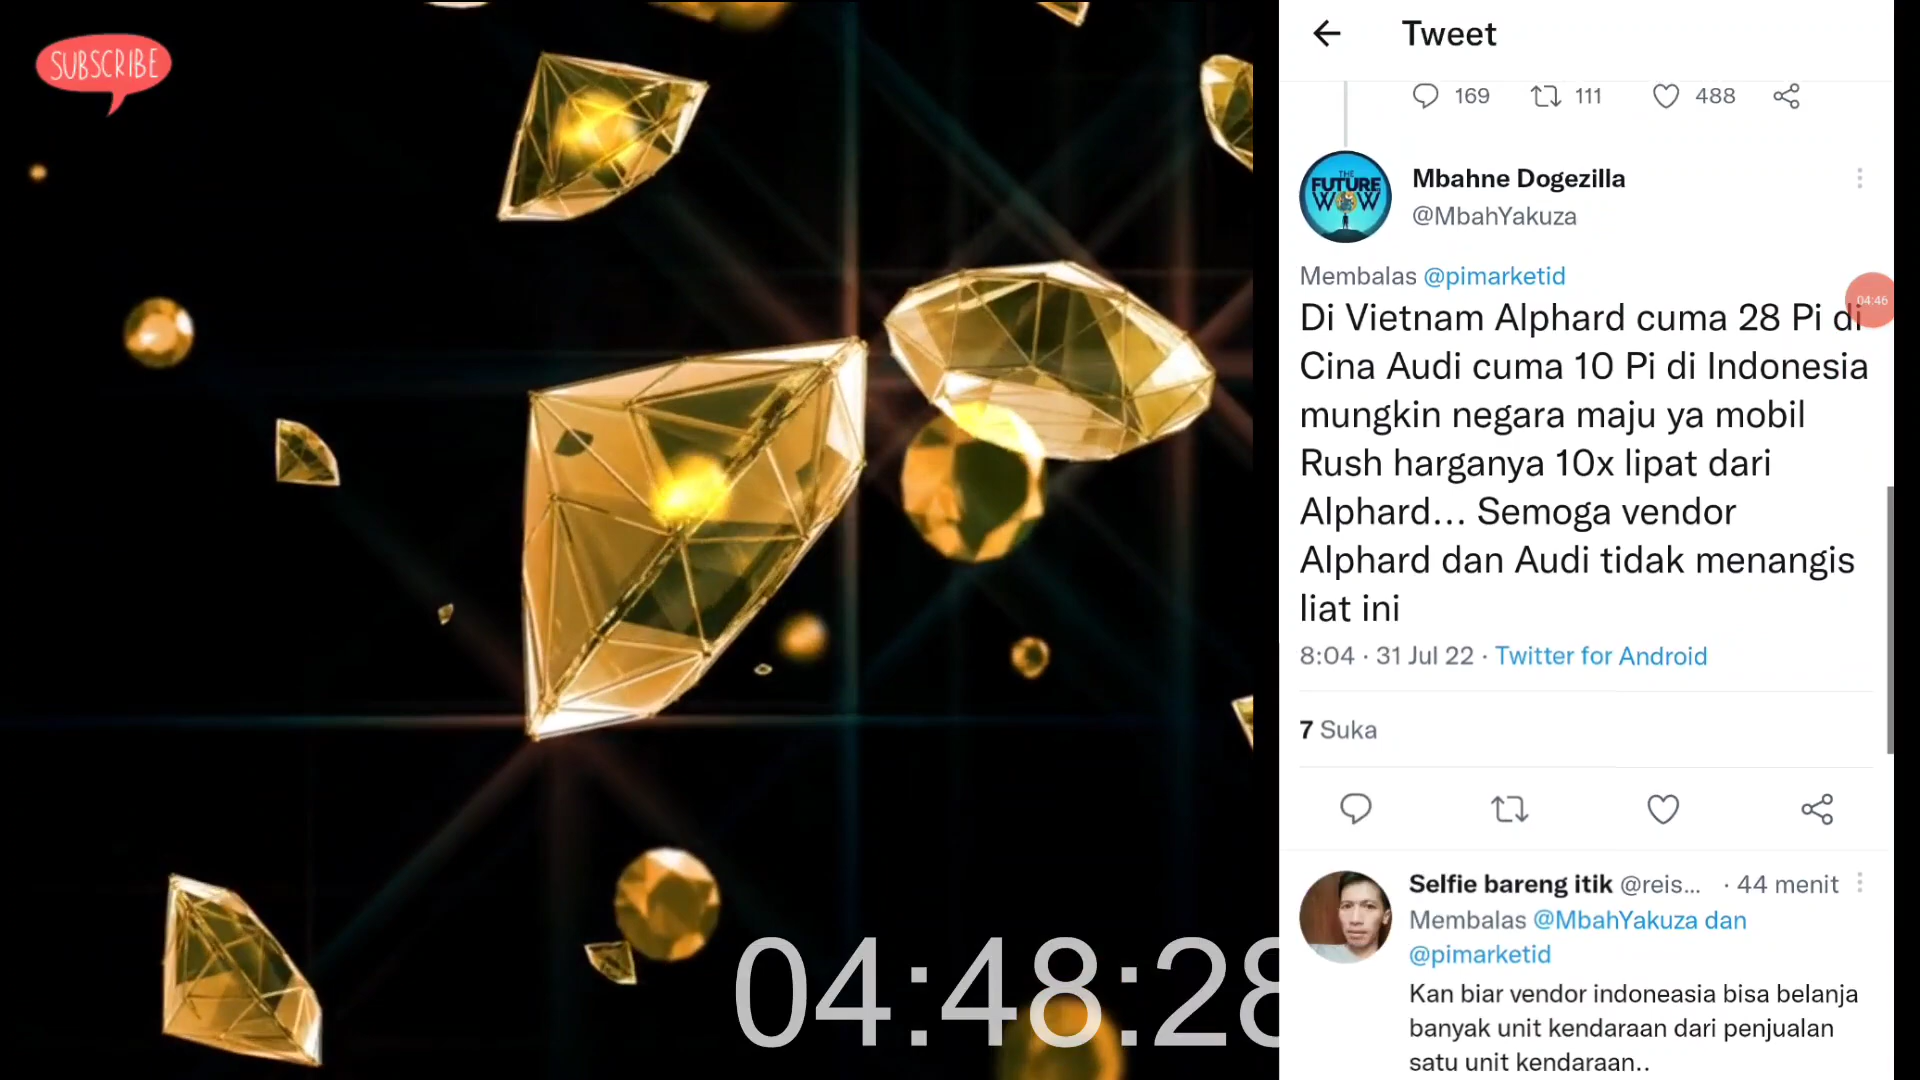 SUBSCRIBE
04:48:28
Tweet
169 111 488
THE
FUTURE
WOW
Mbahne Dogezilla
@MbahYakuza
Membalas @pimarketid
04:46
Di Vietnam Alphard cuma 28 Pi di
Cina Audi cuma 10 Pi di Indonesia
mungkin negara maju ya mobil
Rush harganya 10x lipat dari
Alphard... Semoga vendor
Alphard dan Audi tidak menangis
liat ini
8:04 · 31 Jul 22 · Twitter for Android
7 Suka
Selfie bareng itik @reis... · 44 menit
Membalas @MbahYakuza dan
@pimarketid
Kan biar vendor indoneasia bisa belanja
banyak unit kendaraan dari penjualan
satu unit kendaraan..